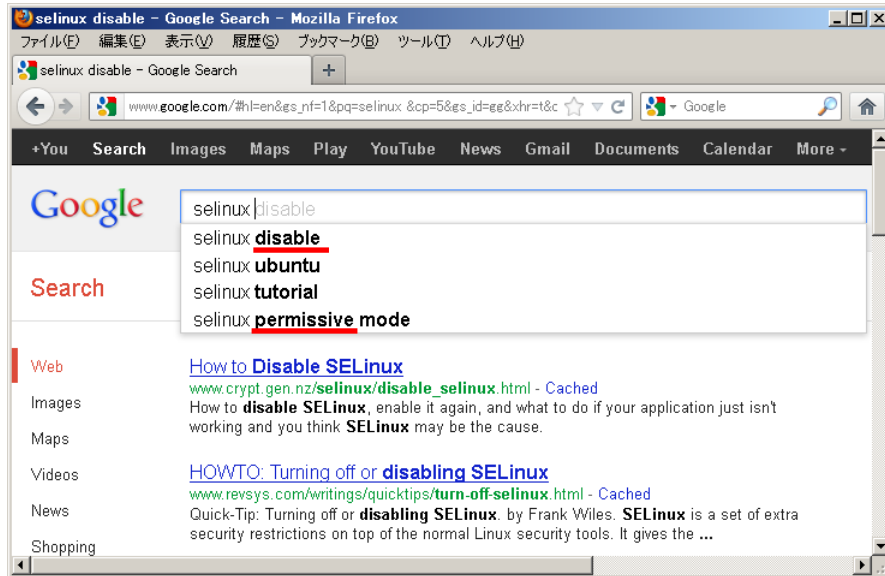 selinux disable - Google Search - Mozilla Firefox
ファイル(F) 編集(E) 表示(V) 履歴(S) ブックマーク(B) ツール(T) ヘルプ(H)
selinux disable - Google Search
www.google.com/#hl=en&gs_nf=1&pq=selinux &cp=5&gs_id=gg&xhr=t&c
Google
+You Search Images Maps Play YouTube News Gmail Documents Calendar More
Google
selinux disable
selinux disable
selinux ubuntu
selinux tutorial
selinux permissive mode
Search
Web
Images
Maps
Videos
News
Shopping
How to Disable SELinux
www.crypt.gen.nz/selinux/disable_selinux.html - Cached
How to disable SELinux, enable it again, and what to do if your application just isn't
working and you think SELinux may be the cause.
HOWTO: Turning off or disabling SELinux
www.revsys.com/writings/quicktips/turn-off-selinux.html - Cached
Quick-Tip: Turning off or disabling SELinux. by Frank Wiles. SELinux is a set of extra
security restrictions on top of the normal Linux security tools. It gives the ...